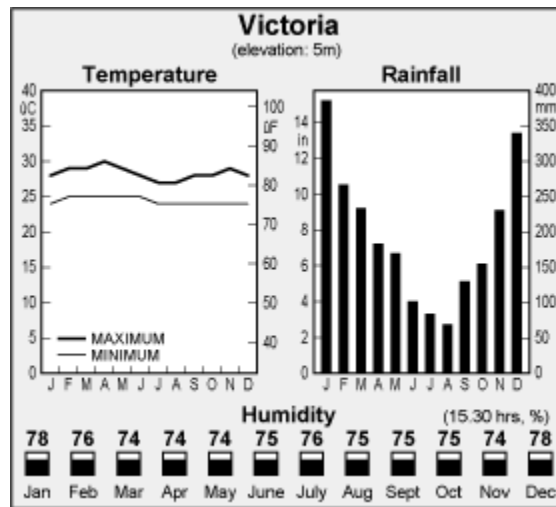 Victoria
(elevation: 5m)
Temperature
Rainfall
40
ûC
35
30
25
20
15
10
5
0
100
ûF
90
80
70
60
50
40
MAXIMUM
MINIMUM
J F M A M J J A S O N D
14
in
12
10
8
6
4
2
0
400
mm
350
300
250
200
150
100
50
0
J F M A M J J A S O N D
Humidity (15.30 hrs, %)
78 76 74 74 74 75 76 75 75 75 74 78
Jan Feb Mar Apr May June July Aug Sept Oct Nov Dec